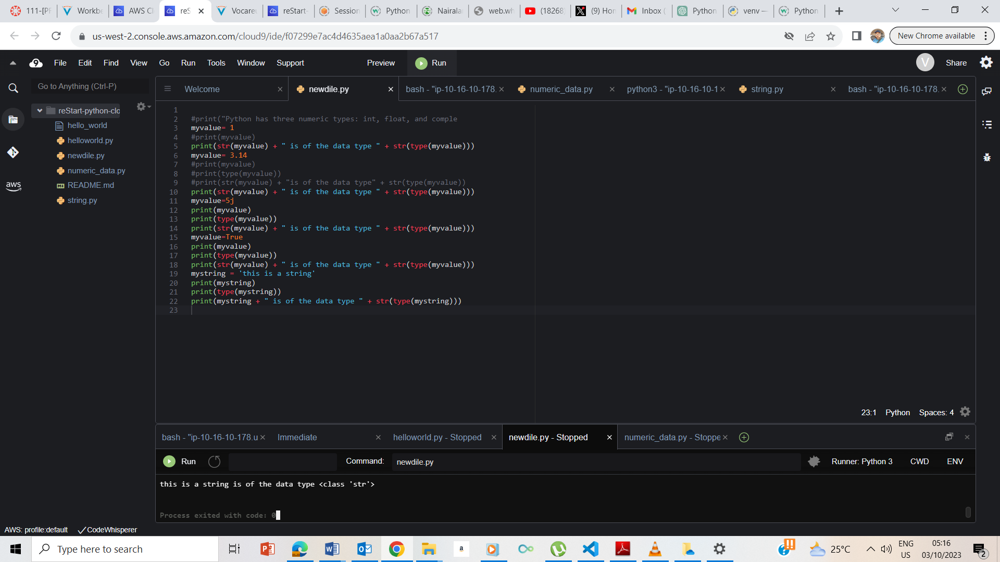 111-[PF
Workbe
AWS Cl
reS
Vocareu
reStart-
Session
Python
Nairalan
web.wh
(18268)
(9) Hom
Inbox (
Python
venv —
Python
us-west-2.console.aws.amazon.com/cloud9/ide/f07299e7ac4d4635aea1a0aa2b67a517
New Chrome available
File Edit Find View Go Run Tools Window Support Preview Run
V Share
Go to Anything (Ctrl-P)
Welcome
newdile.py
bash - "ip-10-16-10-178.
numeric_data.py
python3 - "ip-10-16-10-1
string.py
bash - "ip-10-16-10-178.
reStart-python-clo
hello_world
helloworld.py
newdile.py
numeric_data.py
README.md
string.py
aws
1
2 #print("Python has three numeric types: int, float, and comple
3 myvalue= 1
4 #print(myvalue)
5 print(str(myvalue) + " is of the data type " + str(type(myvalue)))
6 myvalue= 3.14
7 #print(myvalue)
8 #print(type(myvalue))
9 #print(str(myvalue) + "is of the data type" + str(type(myvalue))
10 print(str(myvalue) + " is of the data type " + str(type(myvalue)))
11 myvalue=5j
12 print(myvalue)
13 print(type(myvalue))
14 print(str(myvalue) + " is of the data type " + str(type(myvalue)))
15 myvalue=True
16 print(myvalue)
17 print(type(myvalue))
18 print(str(myvalue) + " is of the data type " + str(type(myvalue)))
19 mystring = 'this is a string'
20 print(mystring)
21 print(type(mystring))
22 print(mystring + " is of the data type " + str(type(mystring)))
23
23:1 Python Spaces: 4
bash - "ip-10-16-10-178.u
Immediate
helloworld.py - Stopped
newdile.py - Stopped
numeric_data.py - Stoppe
Run
Command: newdile.py
Runner: Python 3 CWD ENV
this is a string is of the data type <class 'str'>
Process exited with code: 0
AWS: profile:default CodeWhisperer
Type here to search
25°C
ENG
US
05:16
03/10/2023
2